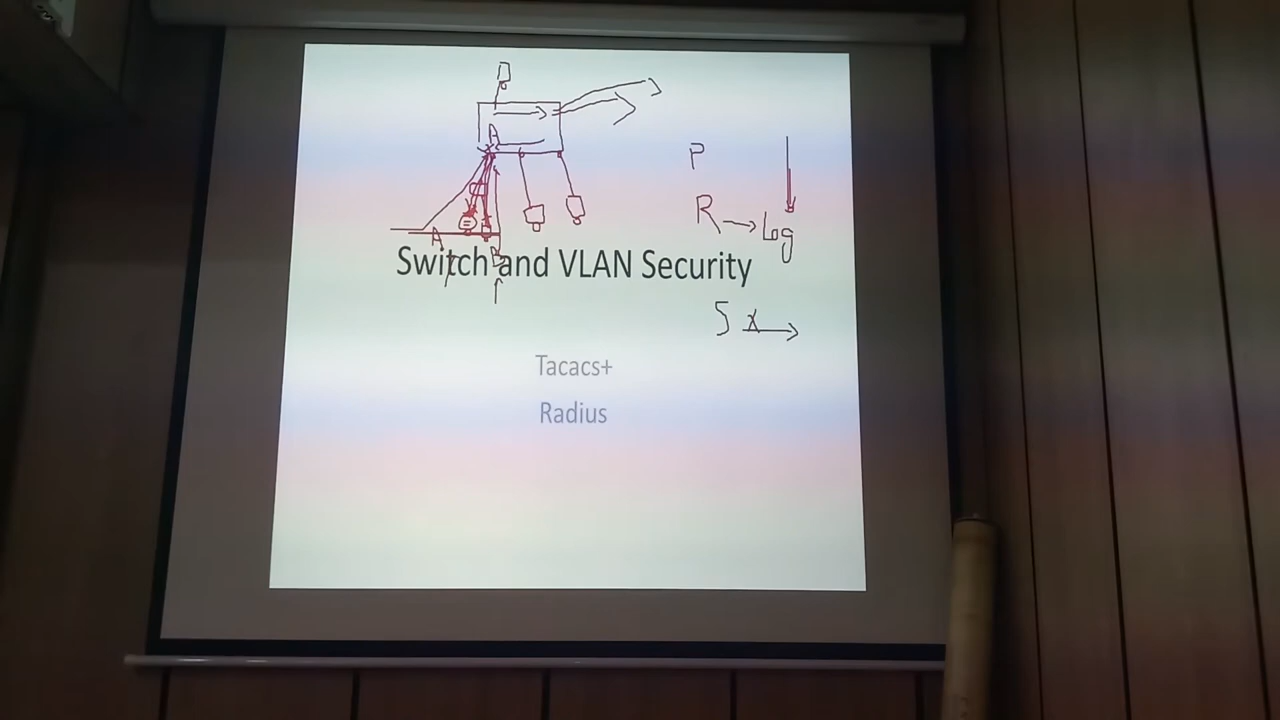 A
P
R → Log
A
B
Switch and VLAN Security
S x →
Tacacs+
Radius